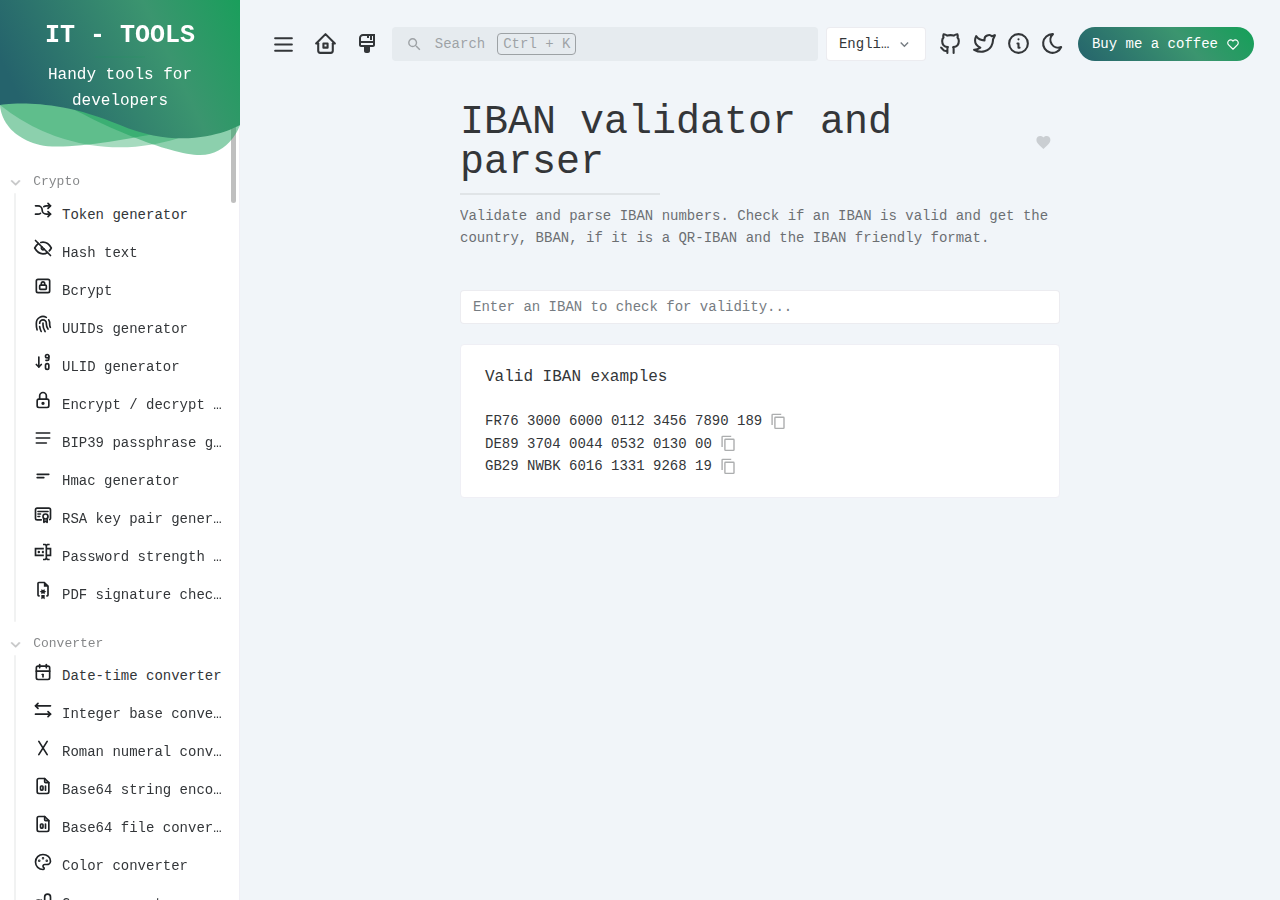 IT - TOOLS
Handy tools for
developers
Crypto
Token generator
Hash text
Bcrypt
UUIDs generator
ULID generator
Encrypt / decrypt …
BIP39 passphrase g…
Hmac generator
RSA key pair gener…
Password strength …
PDF signature chec…
Converter
Date-time converter
Integer base conve…
Roman numeral conv…
Base64 string enco…
Base64 file conver…
Color converter
Search Ctrl + K
Engli…
Buy me a coffee
IBAN validator and
parser
Validate and parse IBAN numbers. Check if an IBAN is valid and get the
country, BBAN, if it is a QR-IBAN and the IBAN friendly format.
Enter an IBAN to check for validity...
Valid IBAN examples
FR76 3000 6000 0112 3456 7890 189
DE89 3704 0044 0532 0130 00
GB29 NWBK 6016 1331 9268 19